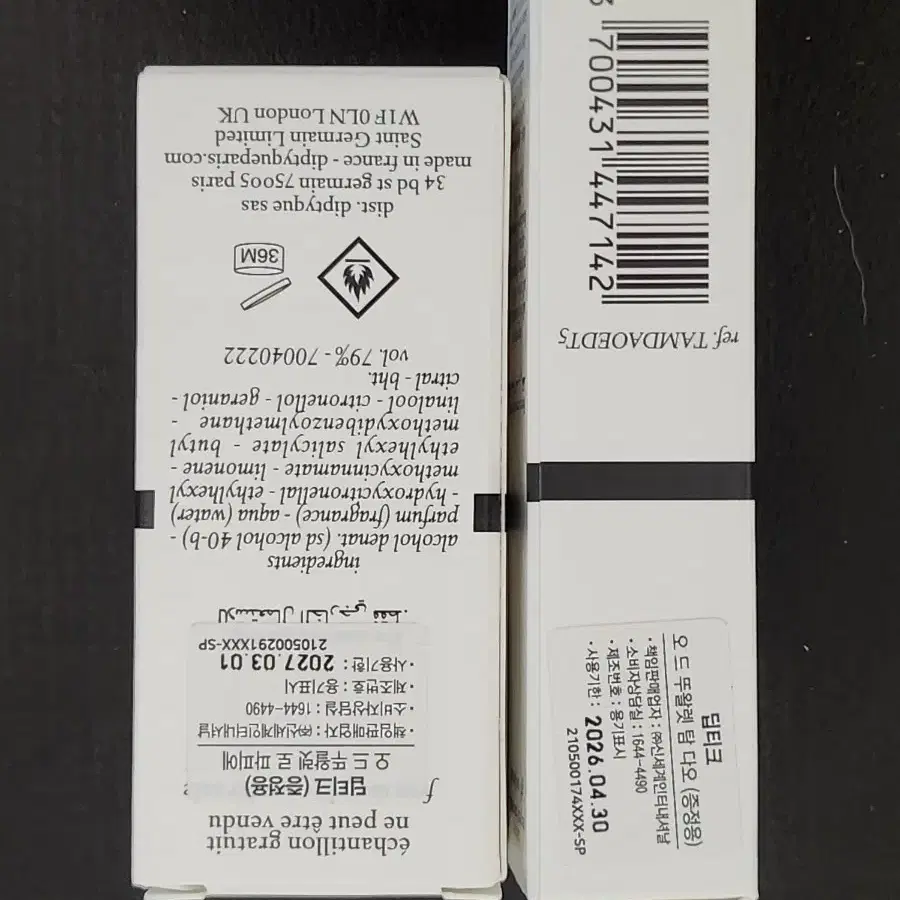 échantillon gratuit
ne peut être vendu
딥티크 (증정용)
오 드 뚜왈렛 로 파피에
· 책임판매업자 : ㈜신세계인터내셔날
· 소비자상담실 : 1644-4490
· 제조번호 : 용기표시
· 사용기한 : 2027.03.01
210500291XXX-SP
للاستعمال الخارجي فقط.
ingredients
alcohol denat. (sd alcohol 40-b) -
parfum (fragrance) - aqua (water)
- hydroxycitronellal - ethylhexyl
methoxycinnamate - limonene -
ethylhexyl salicylate - butyl
methoxydibenzoylmethane -
linalool - citronellol - geraniol -
citral - bht.
vol. 79% - 70040222
36M
dist. diptyque sas
34 bd st germain 75005 paris
made in france - diptyqueparis.com
Saint Germain Limited
W1F 0LN London UK
3 700431 447142
ref. TAMDAOEDT5
딥티크
오 드 뚜왈렛 탐 다오 (증정용)
· 책임판매업자 : ㈜신세계인터내셔날
· 소비자상담실 : 1644-4490
· 제조번호 : 용기표시
· 사용기한 : 2026.04.30
210500174XXX-SP